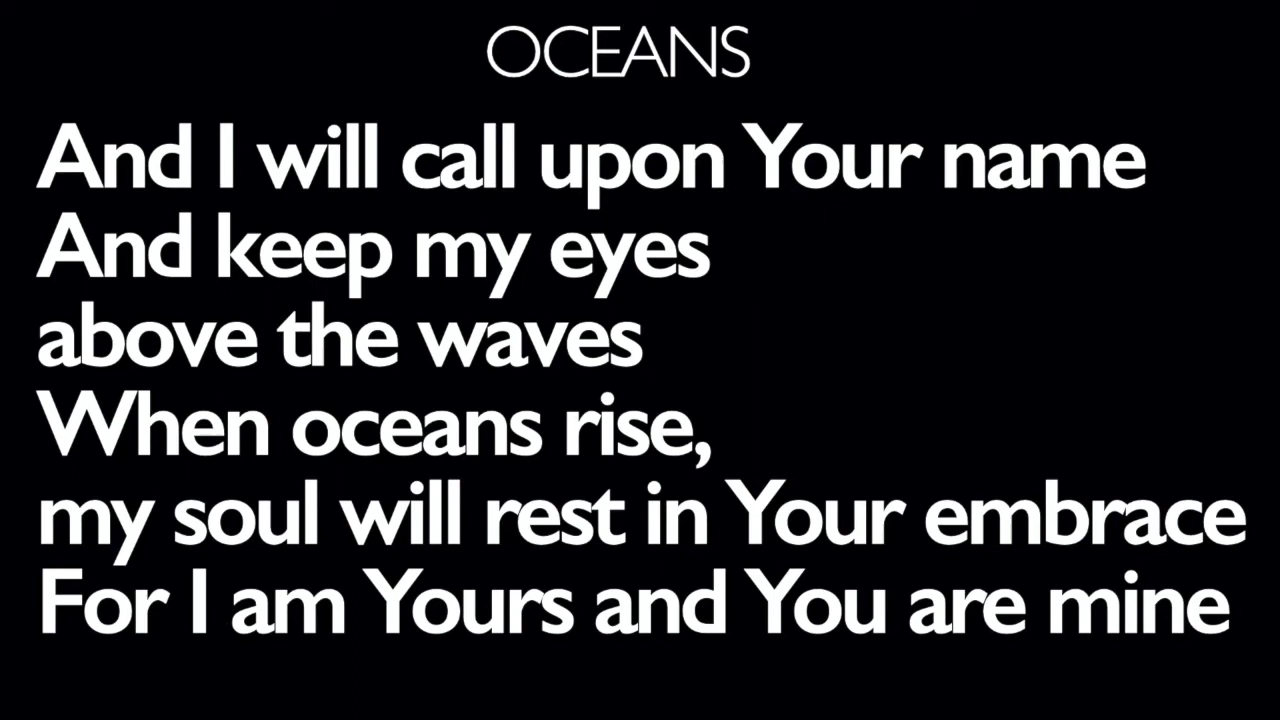 OCEANS
And I will call upon Your name
And keep my eyes
above the waves
When oceans rise,
my soul will rest in Your embrace
For I am Yours and You are mine